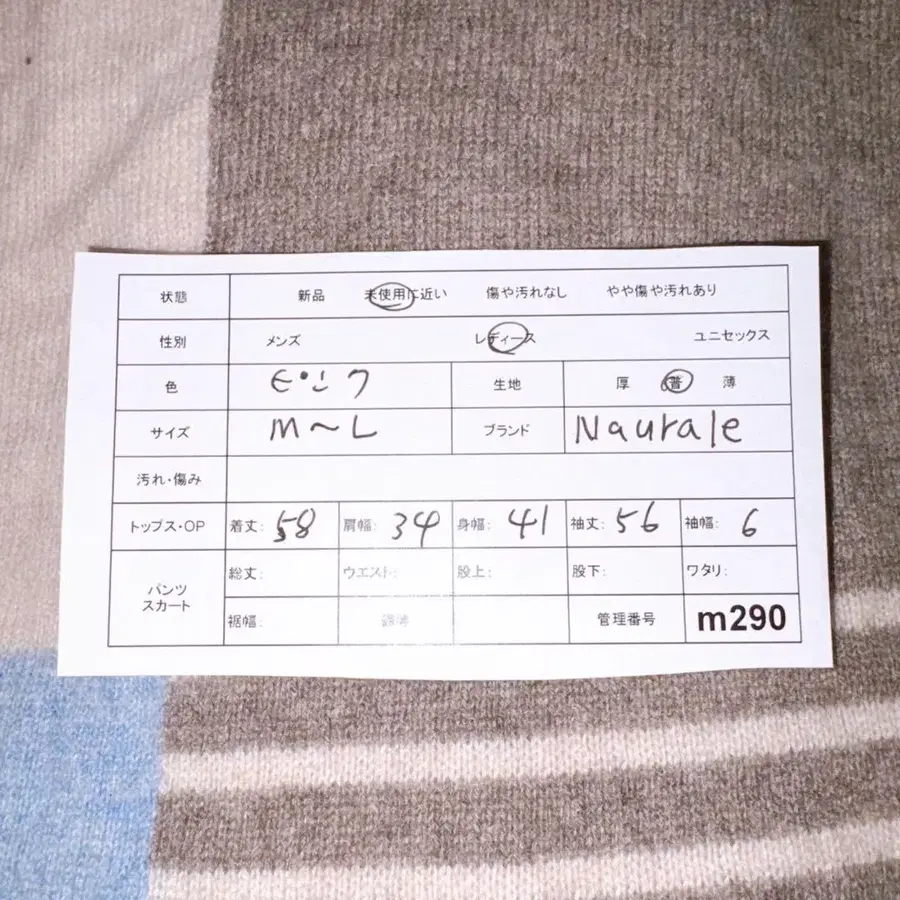 状態 新品 未使用に近い 傷や汚れなし やや傷や汚れあり
性別 メンズ レディース ユニセックス
色 ピンク 生地 厚 普 薄
サイズ M〜L ブランド Naurale
汚れ・傷み
トップス・OP 着丈: 58 肩幅: 34 身幅: 41 袖丈: 56 袖幅: 6
パンツ
スカート
総丈: ウエスト: 股上: 股下: ワタリ:
裾幅: 管理番号 m290